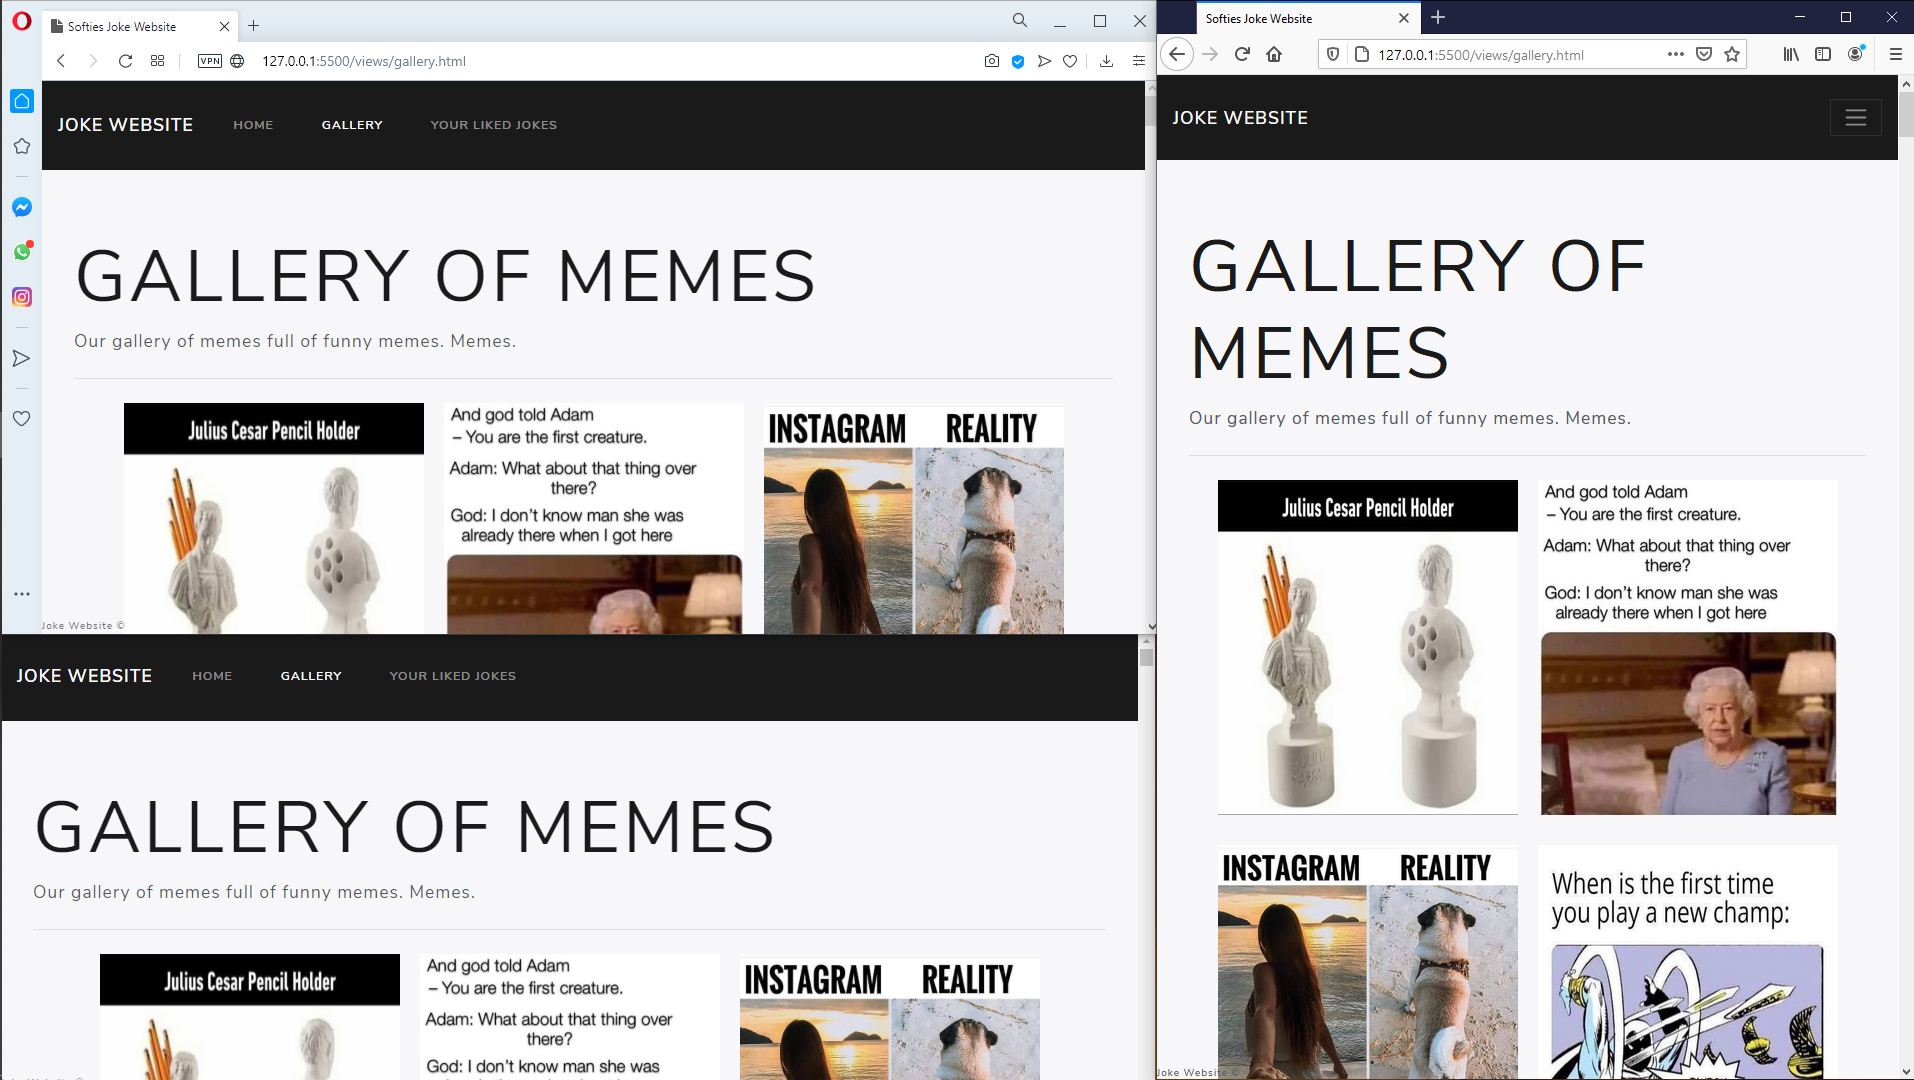 Softies Joke Website
VPN
127.0.0.1:5500/views/gallery.html
JOKE WEBSITE
HOME
GALLERY
YOUR LIKED JOKES
GALLERY OF MEMES
Our gallery of memes full of funny memes. Memes.
Julius Cesar Pencil Holder
And god told Adam
– You are the first creature.
Adam: What about that thing over
there?
God: I don't know man she was
already there when I got here
INSTAGRAM
REALITY
Joke Website ©
JOKE WEBSITE
HOME
GALLERY
YOUR LIKED JOKES
GALLERY OF MEMES
Our gallery of memes full of funny memes. Memes.
Julius Cesar Pencil Holder
And god told Adam
– You are the first creature.
Adam: What about that thing over
there?
God: I don't know man she was
INSTAGRAM
REALITY
Softies Joke Website
127.0.0.1:5500/views/gallery.html
JOKE WEBSITE
GALLERY OF
MEMES
Our gallery of memes full of funny memes. Memes.
Julius Cesar Pencil Holder
And god told Adam
– You are the first creature.
Adam: What about that thing over
there?
God: I don't know man she was
already there when I got here
INSTAGRAM
REALITY
When is the first time
you play a new champ:
Joke Website ©